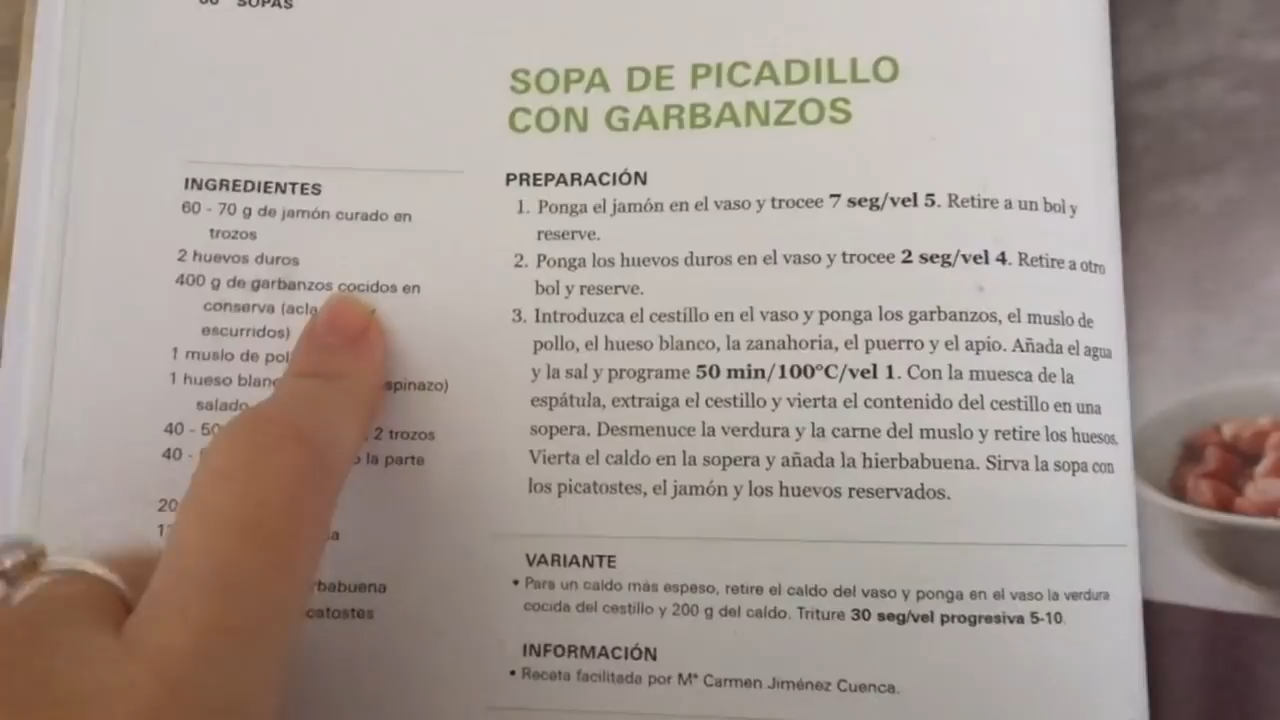 SOPAS
SOPA DE PICADILLO
CON GARBANZOS
INGREDIENTES
60 - 70 g de jamón curado en
trozos
2 huevos duros
400 g de garbanzos cocidos en
conserva (acla
escurridos)
1 muslo de pol
1 hueso blan spinazo)
salado
40 - 50 , 2 trozos
40 - la parte
20
rbabuena
catostes
PREPARACIÓN
1. Ponga el jamón en el vaso y trocee 7 seg/vel 5. Retire a un bol y
reserve.
2. Ponga los huevos duros en el vaso y trocee 2 seg/vel 4. Retire a otro
bol y reserve.
3. Introduzca el cestillo en el vaso y ponga los garbanzos, el muslo de
pollo, el hueso blanco, la zanahoria, el puerro y el apio. Añada el agua
y la sal y programe 50 min/100°C/vel 1. Con la muesca de la
espátula, extraiga el cestillo y vierta el contenido del cestillo en una
sopera. Desmenuce la verdura y la carne del muslo y retire los huesos.
Vierta el caldo en la sopera y añada la hierbabuena. Sirva la sopa con
los picatostes, el jamón y los huevos reservados.
VARIANTE
• Para un caldo más espeso, retire el caldo del vaso y ponga en el vaso la verdura
cocida del cestillo y 200 g del caldo. Triture 30 seg/vel progresiva 5-10.
INFORMACIÓN
• Receta facilitada por Mª Carmen Jiménez Cuenca.